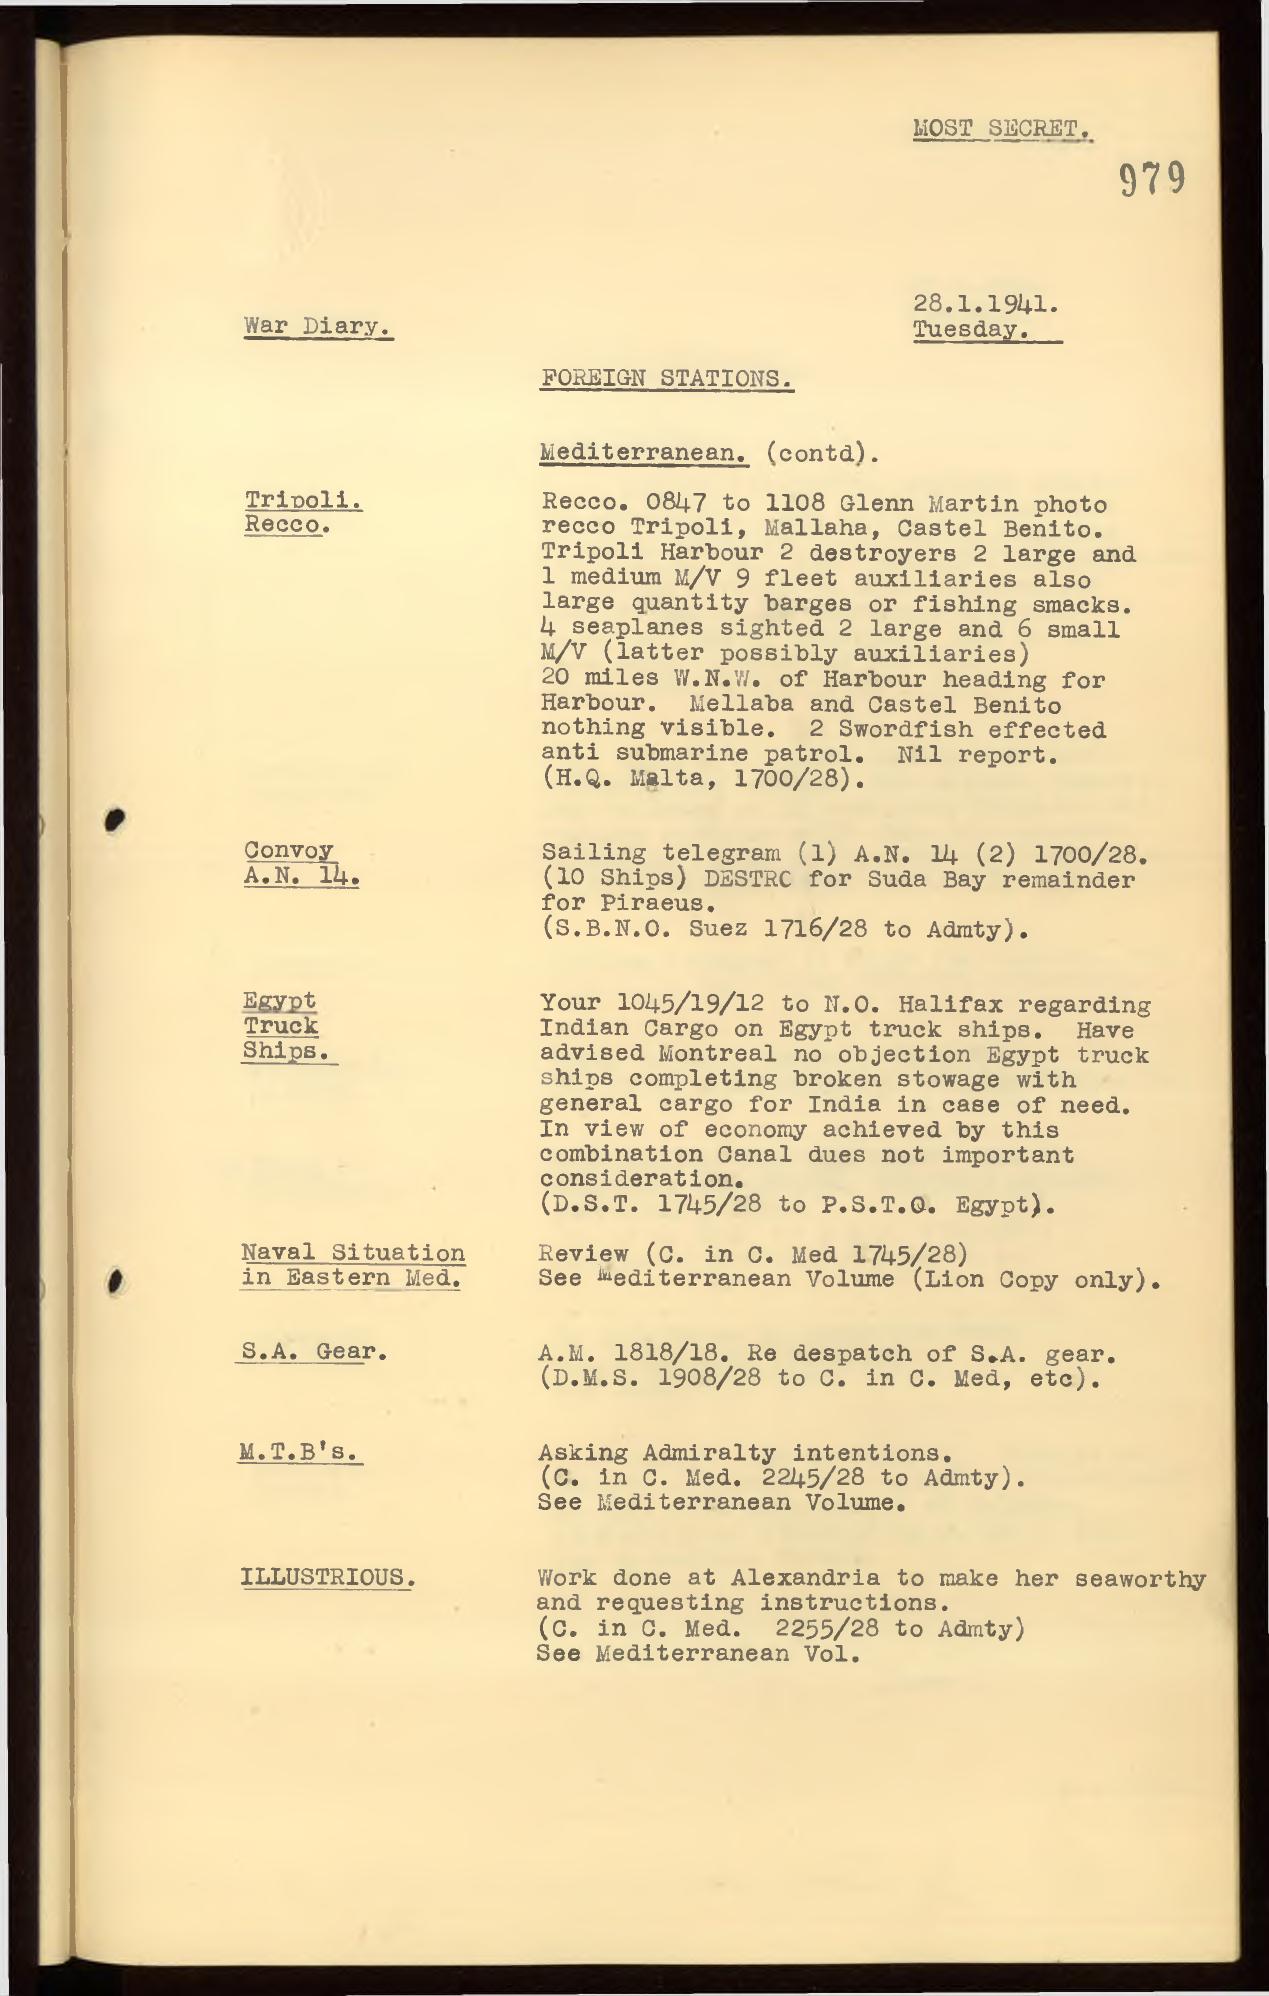 MOST SECRET.
979
28.1.1941.
War Diary.
Tuesday.
FOREIGN STATIONS.
Mediterranean. (contd).
Tripoli.
Recco.
Recco. 0847 to 1108 Glenn Martin photo
recco Tripoli, Mallaha, Castel Benito.
Tripoli Harbour 2 destroyers 2 large and
1 medium M/V 9 fleet auxiliaries also
large quantity barges or fishing smacks.
4 seaplanes sighted 2 large and 6 small
M/V (latter possibly auxiliaries)
20 miles W.N.W. of Harbour heading for
Harbour. Mellaba and Castel Benito
nothing visible. 2 Swordfish effected
anti submarine patrol. Nil report.
(H.Q. Malta, 1700/28).
Convoy
A.N. 14.
Sailing telegram (1) A.N. 14 (2) 1700/28.
(10 Ships) DESTRO for Suda Bay remainder
for Piraeus.
(S.B.N.O. Suez 1716/28 to Admty).
Egypt
Truck
Ships.
Your 1045/19/12 to N.O. Halifax regarding
Indian Cargo on Egypt truck ships. Have
advised Montreal no objection Egypt truck
ships completing broken stowage with
general cargo for India in case of need.
In view of economy achieved by this
combination Canal dues not important
consideration.
(D.S.T. 1745/28 to P.S.T.O. Egypt).
Naval Situation
in Eastern Med.
Review (C. in C. Med 1745/28)
See Mediterranean Volume (Lion Copy only).
S.A. Gear.
A.M. 1818/18. Re despatch of S.A. gear.
(D.M.S. 1908/28 to C. in C. Med, etc).
M.T.B's.
Asking Admiralty intentions.
(C. in C. Med. 2245/28 to Admty).
See Mediterranean Volume.
ILLUSTRIOUS.
Work done at Alexandria to make her seaworthy
and requesting instructions.
(C. in C. Med. 2255/28 to Admty)
See Mediterranean Vol.